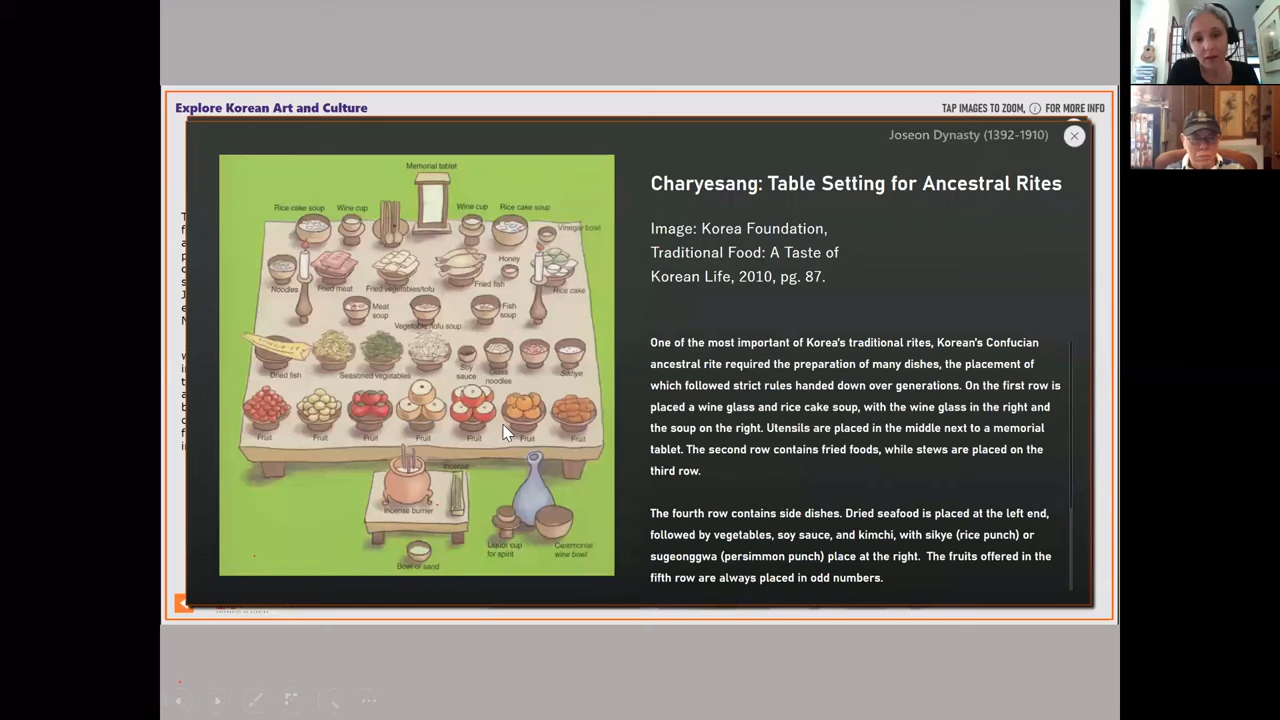 Explore Korean Art and Culture
TAP IMAGES TO ZOOM, i FOR MORE INFO
Joseon Dynasty (1392-1910)
Charyesang: Table Setting for Ancestral Rites
Image: Korea Foundation,
Traditional Food: A Taste of
Korean Life, 2010, pg. 87.
One of the most important of Korea's traditional rites, Korean's Confucian
ancestral rite required the preparation of many dishes, the placement of
which followed strict rules handed down over generations. On the first row is
placed a wine glass and rice cake soup, with the wine glass in the right and
the soup on the right. Utensils are placed in the middle next to a memorial
tablet. The second row contains fried foods, while stews are placed on the
third row.
The fourth row contains side dishes. Dried seafood is placed at the left end,
followed by vegetables, soy sauce, and kimchi, with sikye (rice punch) or
sugeonggwa (persimmon punch) place at the right. The fruits offered in the
fifth row are always placed in odd numbers.
Memorial tablet
Rice cake soup
Wine cup
Wine cup
Rice cake soup
Vinegar bowl
Noodles
Fried meat
Fried vegetables/tofu
Fried fish
Honey
Rice cake
Meat
soup
Vegetable/tofu soup
Fish
soup
Dried fish
Seasoned vegetables
Soy
sauce
noodles
Sikhye
Fruit
Fruit
Fruit
Fruit
Fruit
Fruit
Fruit
Incense
Incense burner
Liquor cup
for spirit
Ceremonial
wine bowl
Bowl of sand